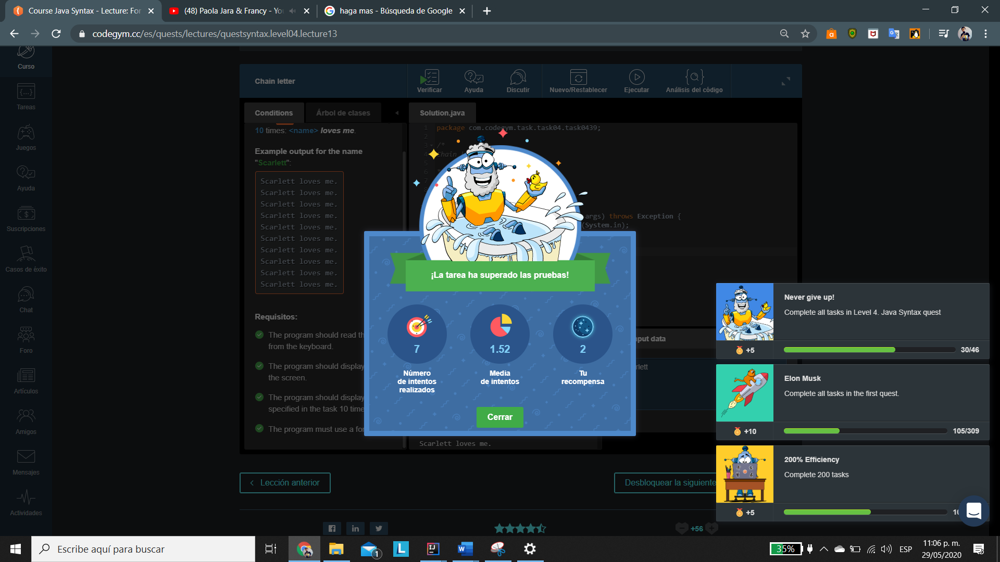 Course Java Syntax - Lecture: For
(48) Paola Jara & Francy - You
haga mas - Búsqueda de Google
codegym.cc/es/quests/lectures/questsyntax.level04.lecture13
Curso
Tareas
Juegos
Ayuda
Suscripciones
Casos de éxito
Chat
Foro
Artículos
Amigos
Mensajes
Actividades
Chain letter
Verificar
Ayuda
Discutir
Nuevo/Restablecer
Ejecutar
Análisis del código
Conditions
Árbol de clases
Solution.java
10 times: <name> loves me.
Example output for the name
"Scarlett":
Scarlett loves me.
Scarlett loves me.
Scarlett loves me.
Scarlett loves me.
Scarlett loves me.
Scarlett loves me.
Scarlett loves me.
Scarlett loves me.
Scarlett loves me.
Scarlett loves me.
Requisitos:
The program should read th
from the keyboard.
The program should display
the screen.
The program should display
specified in the task 10 time
The program must use a for
1 package com.codegym.task.task04.task0439;
2
3 /*
4 Chain
5
6
7
args) throws Exception {
(System.in);
put data
lett
Scarlett loves me.
¡La tarea ha superado las pruebas!
7
Número
de intentos
realizados
1.52
Media
de intentos
2
Tu
recompensa
Cerrar
Never give up!
Complete all tasks in Level 4. Java Syntax quest
+5
30/46
Elon Musk
Complete all tasks in the first quest.
+10
105/309
200% Efficiency
Complete 200 tasks
+5
10
Lección anterior
Desbloquear la siguiente
+56
Escribe aquí para buscar
1
35%
ESP
11:06 p. m.
29/05/2020